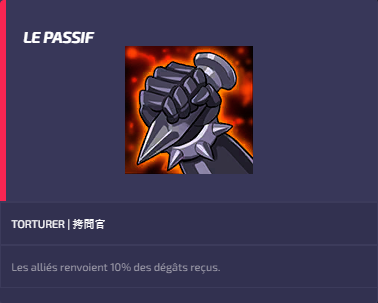 LE PASSIF
TORTURER | 拷問官
Les alliés renvoient 10% des dégâts reçus.